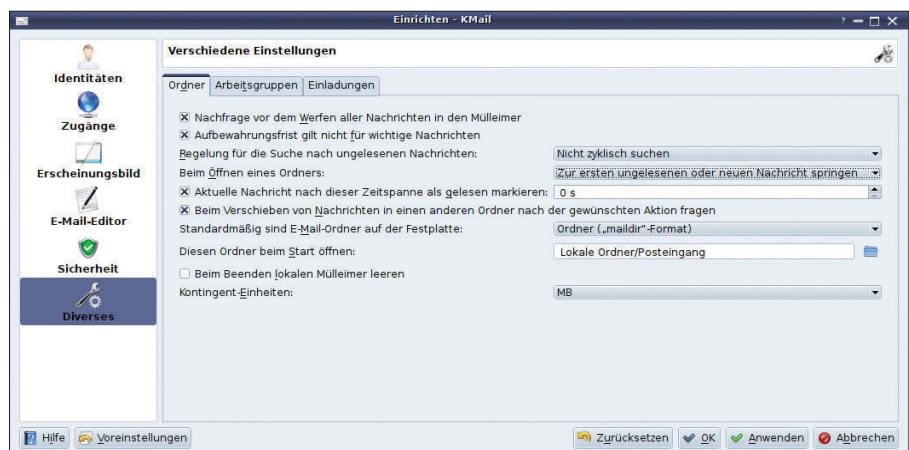 Einrichten - KMail
Identitäten
Zugänge
Erscheinungsbild
E-Mail-Editor
Sicherheit
Diverses
Verschiedene Einstellungen
Ordner Arbeitsgruppen Einladungen
Nachfrage vor dem Werfen aller Nachrichten in den Mülleimer
Aufbewahrungsfrist gilt nicht für wichtige Nachrichten
Regelung für die Suche nach ungelesenen Nachrichten: Nicht zyklisch suchen
Beim Öffnen eines Ordners: Zur ersten ungelesenen oder neuen Nachricht springen
Aktuelle Nachricht nach dieser Zeitspanne als gelesen markieren: 0 s
Beim Verschieben von Nachrichten in einen anderen Ordner nach der gewünschten Aktion fragen
Standardmäßig sind E-Mail-Ordner auf der Festplatte: Ordner („maildir"-Format)
Diesen Ordner beim Start öffnen: Lokale Ordner/Posteingang
Beim Beenden lokalen Mülleimer leeren
Kontingent-Einheiten: MB
Hilfe Voreinstellungen Zurücksetzen OK Anwenden Abbrechen